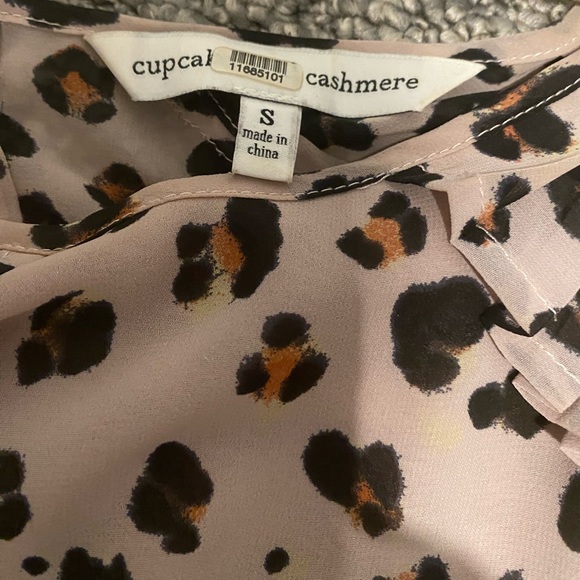 cupcak cashmere
11685101
S
made in
china